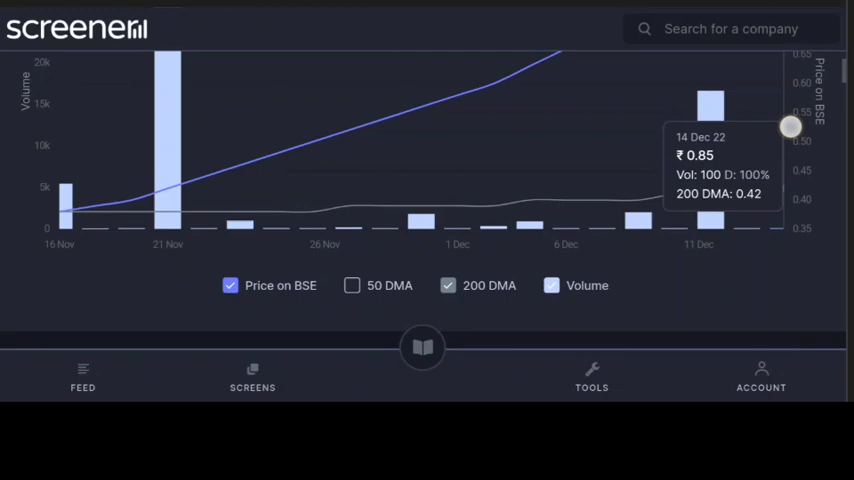 screener
Search for a company
20k
15k
10k
5k
0
Volume
0.65
0.60
0.55
0.50
0.45
0.40
0.35
Price on BSE
14 Dec 22
₹ 0.85
Vol: 100 D: 100%
200 DMA: 0.42
16 Nov 21 Nov 26 Nov 1 Dec 6 Dec 11 Dec
Price on BSE 50 DMA 200 DMA Volume
FEED SCREENS TOOLS ACCOUNT